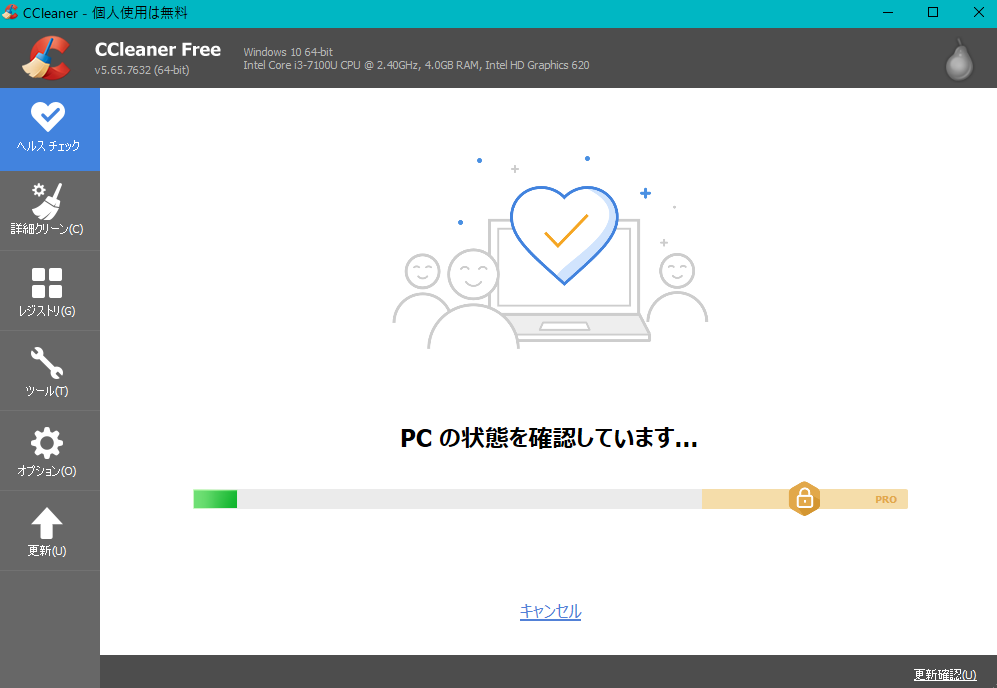 CCleaner - 個人使用は無料
CCleaner Free
v5.65.7632 (64-bit)
Windows 10 64-bit
Intel Core i3-7100U CPU @ 2.40GHz, 4.0GB RAM, Intel HD Graphics 620
ヘルス チェック
詳細クリーン(C)
レジストリ(G)
ツール(T)
オプション(O)
更新(U)
PC の状態を確認しています...
PRO
キャンセル
更新確認(U)